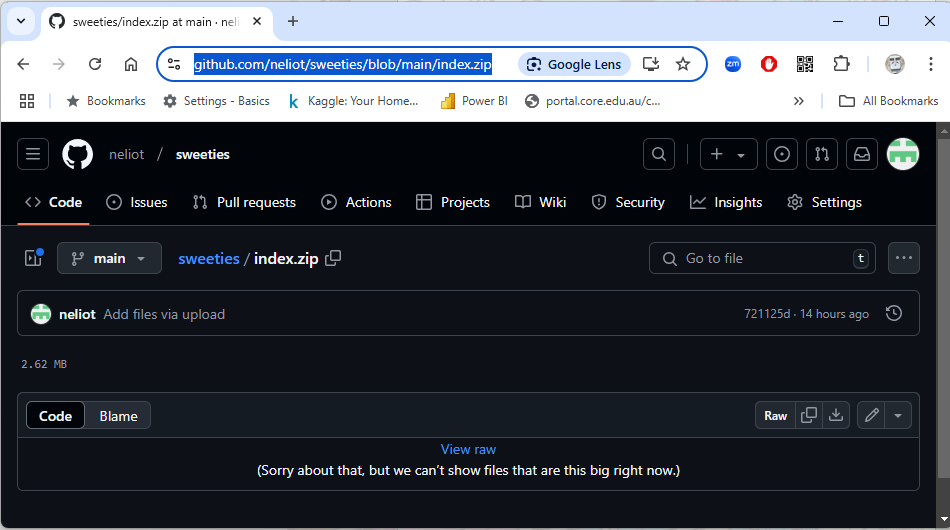 sweeties/index.zip at main · neli
github.com/neliot/sweeties/blob/main/index.zip
Google Lens
zm
Bookmarks
Settings - Basics
k Kaggle: Your Home...
Power BI
portal.core.edu.au/c...
»
All Bookmarks
neliot / sweeties
Code
Issues
Pull requests
Actions
Projects
Wiki
Security
Insights
Settings
main
sweeties / index.zip
Go to file
t
neliot Add files via upload
721125d · 14 hours ago
2.62 MB
Code
Blame
Raw
View raw
(Sorry about that, but we can’t show files that are this big right now.)